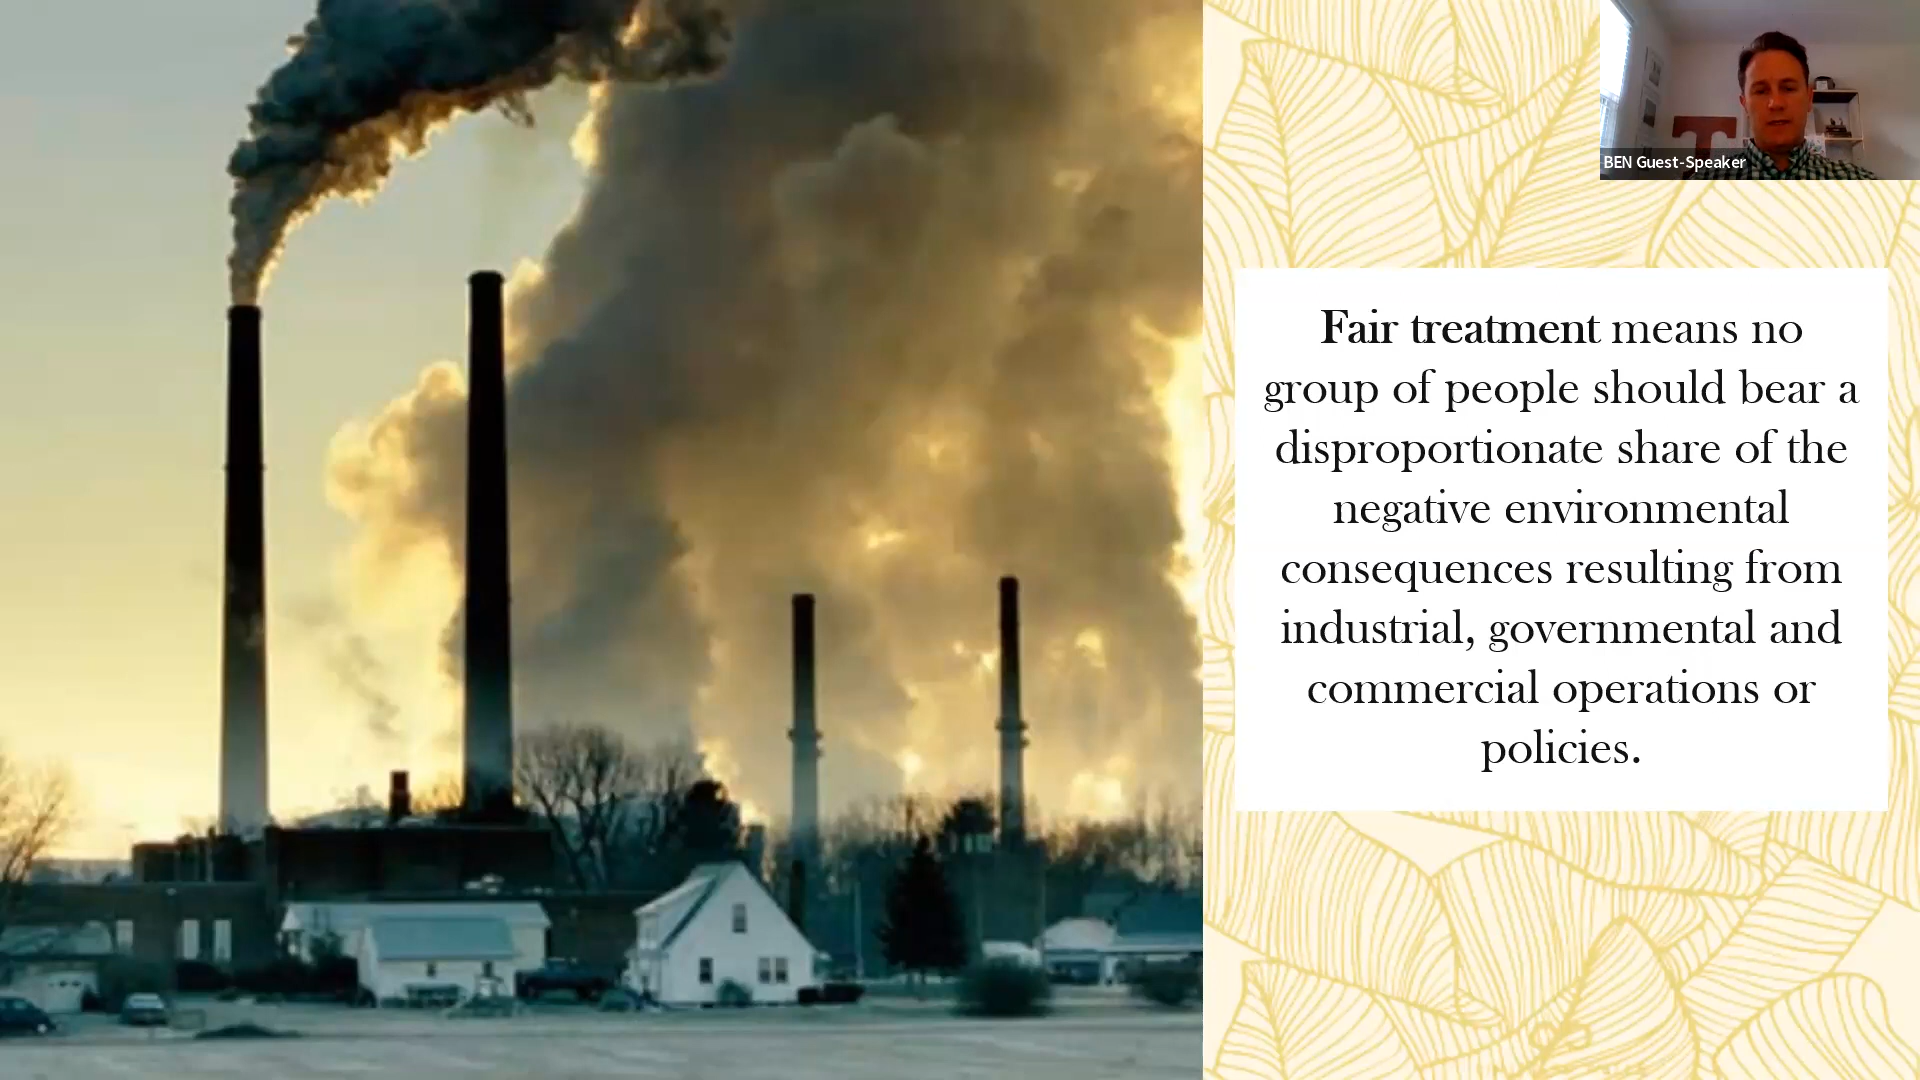 BEN Guest-Speaker
Fair treatment means no
group of people should bear a
disproportionate share of the
negative environmental
consequences resulting from
industrial, governmental and
commercial operations or
policies.